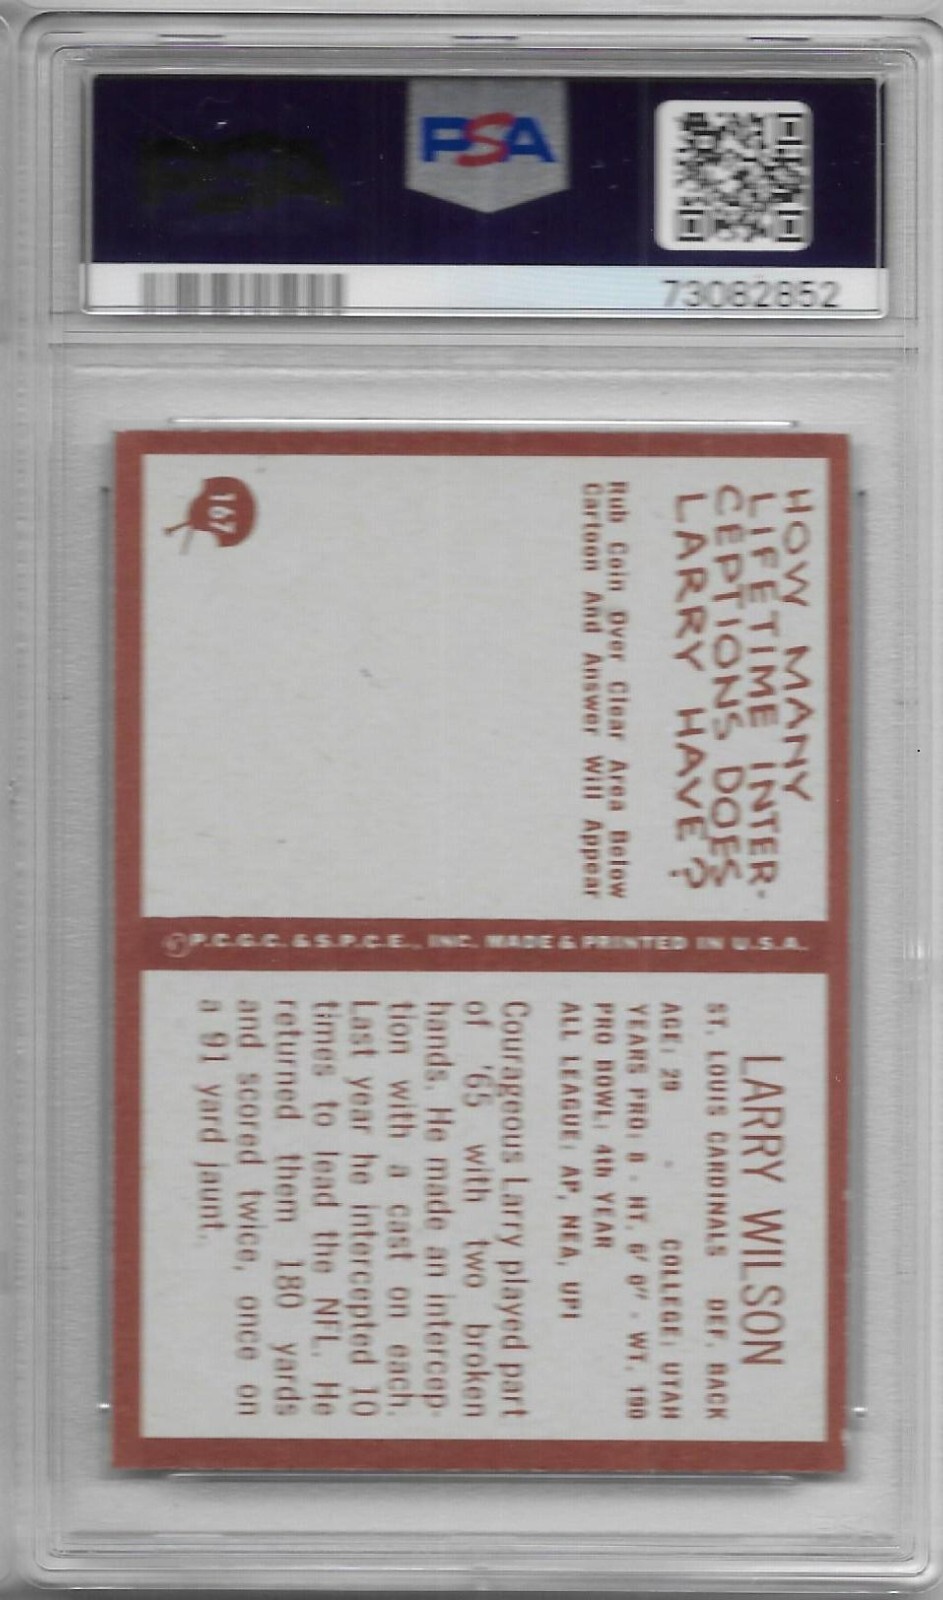 PSA
73082852
HOW MANY
LIFETIME INTER-
CEPTIONS DOES
LARRY HAVE?
Rub Coin Over Clear Area Below
Cartoon And Answer Will Appear
167
© P.C.G.C. & S.P.C.E., INC. MADE & PRINTED IN U.S.A.
LARRY WILSON
ST. LOUIS CARDINALS DEF. BACK
AGE: 29 COLLEGE: UTAH
YEARS PRO: 8 - HT. 6' 0" - WT. 190
PRO BOWL: 4th YEAR
ALL LEAGUE: AP, NEA, UPI
Courageous Larry played part
of '65 with two broken
hands. He made an intercep-
tion with a cast on each.
Last year he intercepted 10
times to lead the NFL. He
returned them 180 yards
and scored twice, once on
a 91 yard jaunt.